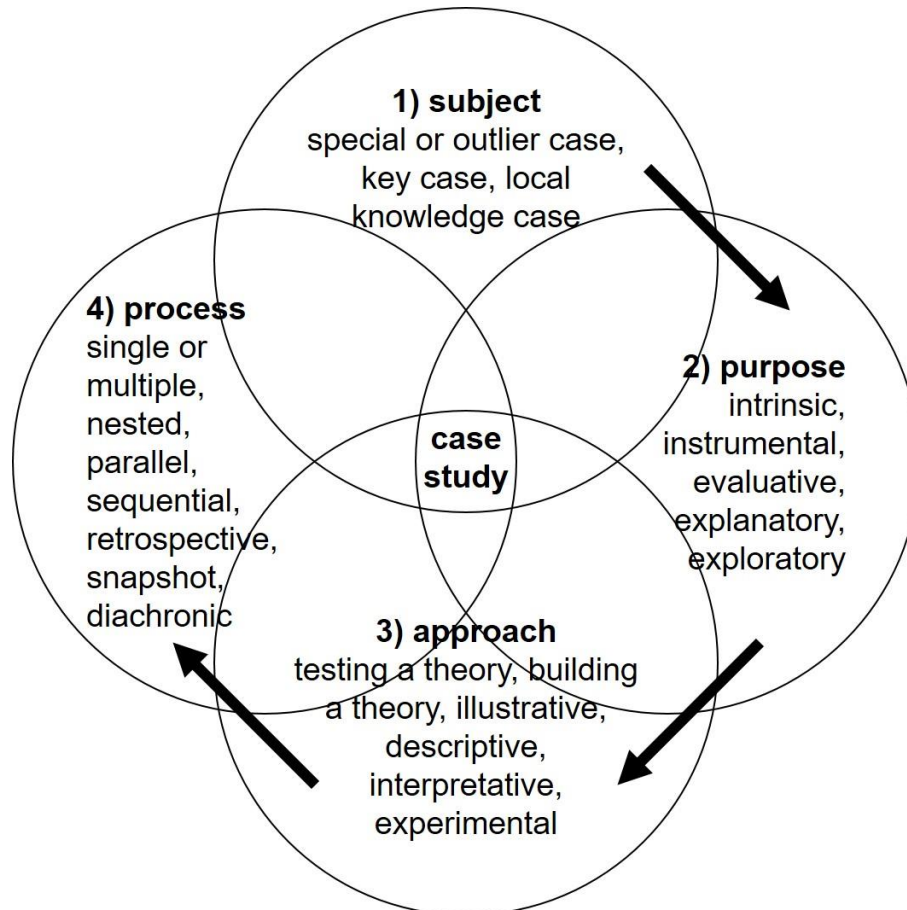 1) subject
special or outlier case,
key case, local
knowledge case
2) purpose
intrinsic,
instrumental,
evaluative,
explanatory,
exploratory
3) approach
testing a theory, building
a theory, illustrative,
descriptive,
interpretative,
experimental
4) process
single or
multiple,
nested,
parallel,
sequential,
retrospective,
snapshot,
diachronic
case
study